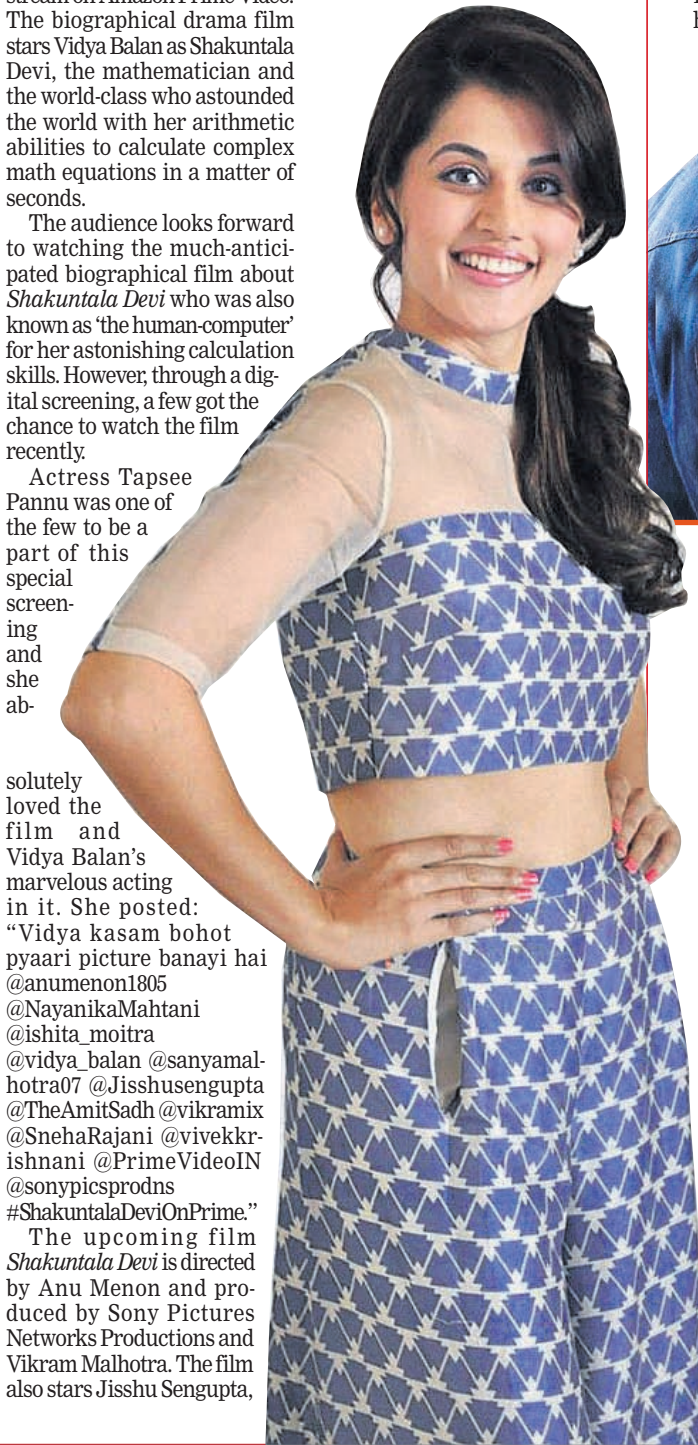 stream on Amazon Prime Video.
The biographical drama film
stars Vidya Balan as Shakuntala
Devi, the mathematician and
the world-class who astounded
the world with her arithmetic
abilities to calculate complex
math equations in a matter of
seconds.
The audience looks forward
to watching the much-antici-
pated biographical film about
Shakuntala Devi who was also
known as ‘the human-computer’
for her astonishing calculation
skills. However, through a dig-
ital screening, a few got the
chance to watch the film
recently.
Actress Tapsee
Pannu was one of
the few to be a
part of this
special
screen-
ing
and
she
ab-
solutely
loved the
film and
Vidya Balan’s
marvelous acting
in it. She posted:
“Vidya kasam bohot
pyaari picture banayi hai
@anumenon1805
@NayanikaMahtani
@ishita_moitra
@vidya_balan @sanyamal-
hotra07 @Jisshusengupta
@TheAmitSadh @vikramix
@SnehaRajani @vivekkr-
ishnani @PrimeVideoIN
@sonypicsprodns
#ShakuntalaDeviOnPrime.”
The upcoming film
Shakuntala Devi is directed
by Anu Menon and pro-
duced by Sony Pictures
Networks Productions and
Vikram Malhotra. The film
also stars Jisshu Sengupta,